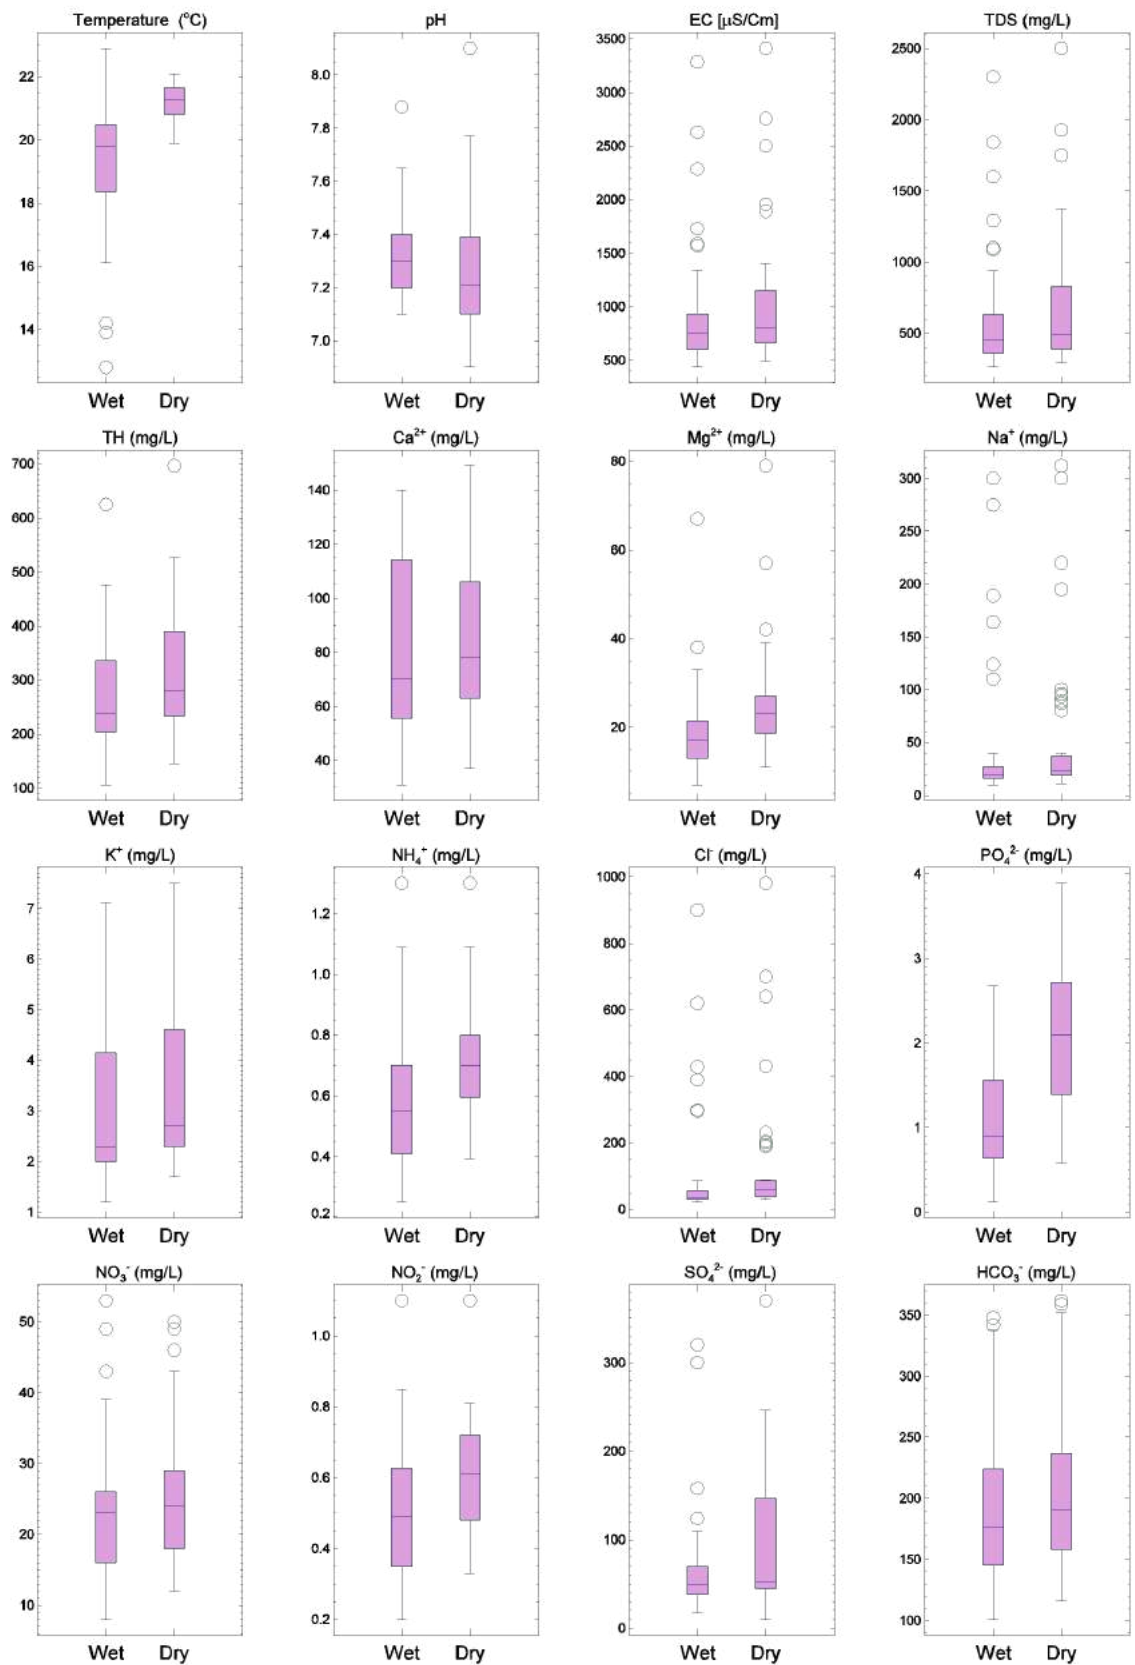 Temperature (°C)
22
20
18
16
14
Wet Dry
pH
8.0
7.8
7.6
7.4
7.2
7.0
Wet Dry
EC [μS/Cm]
3500
3000
2500
2000
1500
1000
500
Wet Dry
TDS (mg/L)
2500
2000
1500
1000
500
Wet Dry
TH (mg/L)
700
600
500
400
300
200
100
Wet Dry
Ca²⁺ (mg/L)
140
120
100
80
60
40
Wet Dry
Mg²⁺ (mg/L)
80
60
40
20
Wet Dry
Na⁺ (mg/L)
300
250
200
150
100
50
0
Wet Dry
K⁺ (mg/L)
7
6
5
4
3
2
1
Wet Dry
NH₄⁺ (mg/L)
1.2
1.0
0.8
0.6
0.4
0.2
Wet Dry
Cl⁻ (mg/L)
1000
800
600
400
200
0
Wet Dry
PO₄²⁻ (mg/L)
4
3
2
1
0
Wet Dry
NO₃⁻ (mg/L)
50
40
30
20
10
Wet Dry
NO₂⁻ (mg/L)
1.0
0.8
0.6
0.4
0.2
Wet Dry
SO₄²⁻ (mg/L)
300
200
100
0
Wet Dry
HCO₃⁻ (mg/L)
350
300
250
200
150
100
Wet Dry